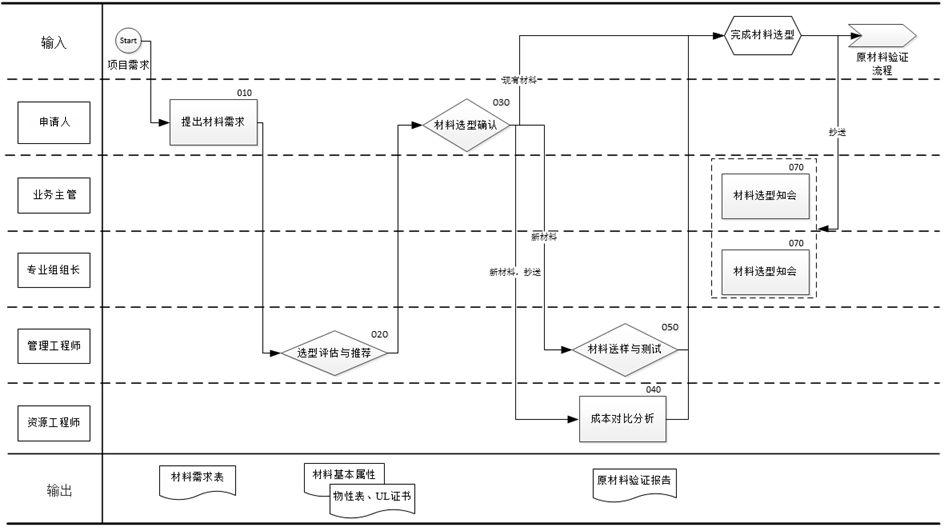 输入
Start
项目需求
完成材料选型
原材料验证
流程
现有材料
申请人
010
提出材料需求
030
材料选型确认
抄送
业务主管
070
材料选型知会
新材料
专业组组长
新材料，抄送
070
材料选型知会
管理工程师
020
选型评估与推荐
050
材料送样与测试
资源工程师
040
成本对比分析
输出
材料需求表
材料基本属性
物性表、UL证书
原材料验证报告